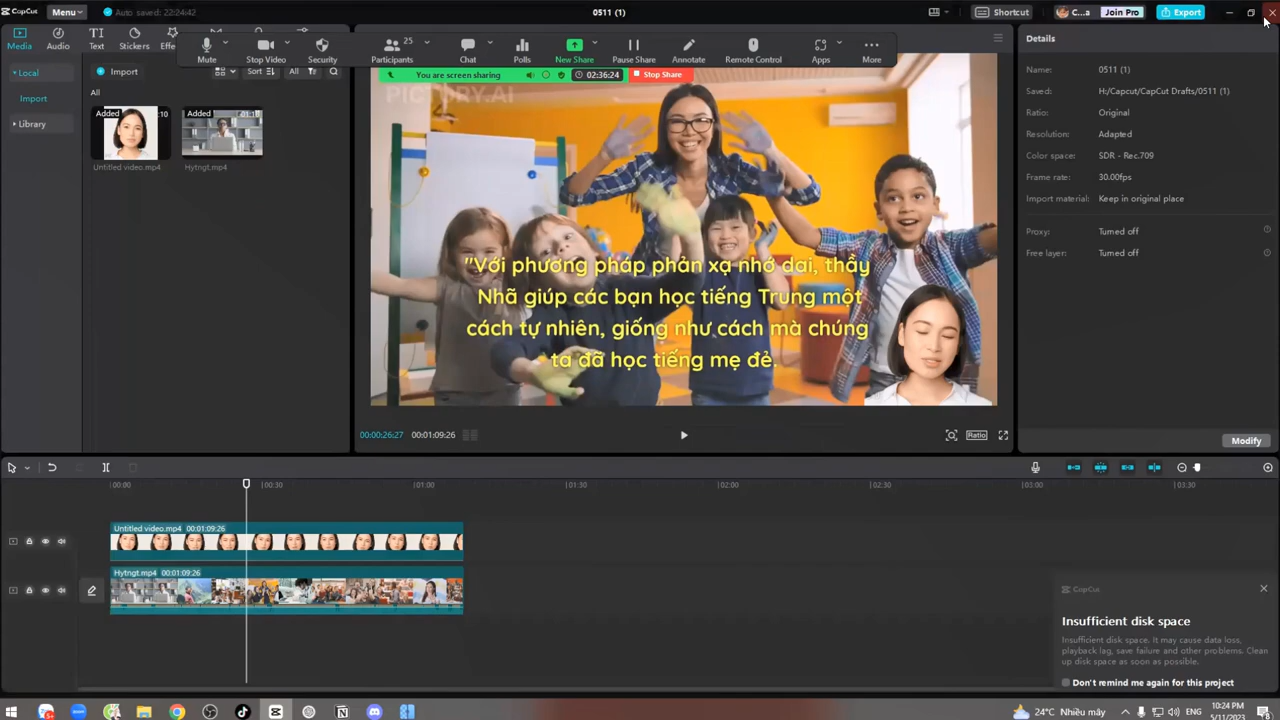 CapCut
Menu
Auto saved: 22:24:42
0511 (1)
Shortcut
C...a
Join Pro
Export
Media
Audio
Text
Stickers
Effe
Mute
Stop Video
Security
Participants
25
Chat
Polls
New Share
Pause Share
Annotate
Remote Control
Apps
More
You are screen sharing
02:36:24
Stop Share
Local
Import
Sort
All
Import
All
Library
Added
:10
Untitled video.mp4
Added
01:1
Hytngt.mp4
PICTORY.AI
"Với phương pháp phản xạ nhớ dai, thầy
Nhã giúp các bạn học tiếng Trung một
cách tự nhiên, giống như cách mà chúng
ta đã học tiếng mẹ đẻ.
00:00:26:27
00:01:09:26
Ratio
Details
Name:
0511 (1)
Saved:
H:/Capcut/CapCut Drafts/0511 (1)
Ratio:
Original
Resolution:
Adapted
Color space:
SDR - Rec.709
Frame rate:
30.00fps
Import material:
Keep in original place
Proxy:
Turned off
Free layer:
Turned off
Modify
00:00
00:30
01:00
01:30
02:00
02:30
03:00
03:30
Untitled video.mp4 00:01:09:26
Hytngt.mp4 00:01:09:26
CapCut
Insufficient disk space
Insufficient disk space. It may cause data loss,
playback lag, save failure and other problems. Clean
up disk space as soon as possible.
Don't remind me again for this project
24°C Nhiều mây
ENG
10:24 PM
5/11/2023